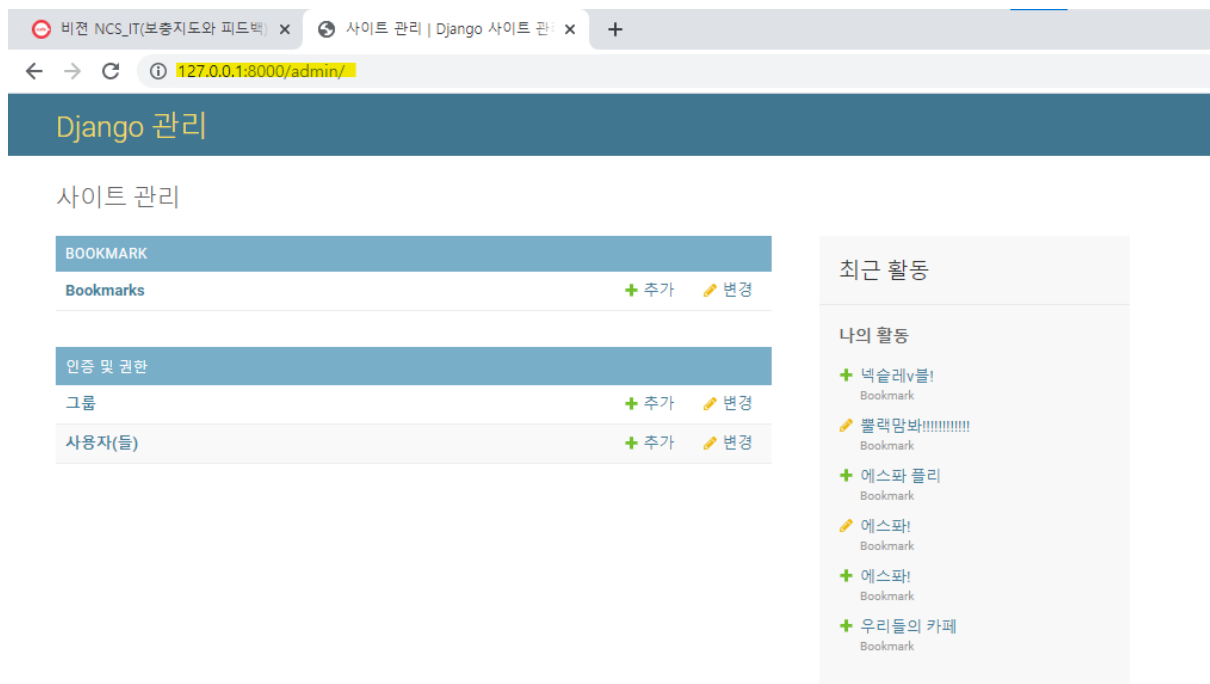 비젼 NCS_IT(보충지도와 피드백)
사이트 관리 | Django 사이트 관
127.0.0.1:8000/admin/
Django 관리
사이트 관리
BOOKMARK
Bookmarks 추가 변경
인증 및 권한
그룹 추가 변경
사용자(들) 추가 변경
최근 활동
나의 활동
넥슬레v블!
Bookmark
뿔랙맘봐!!!!!!!!!!!!
Bookmark
에스퐈 플리
Bookmark
에스퐈!
Bookmark
에스퐈!
Bookmark
우리들의 카페
Bookmark